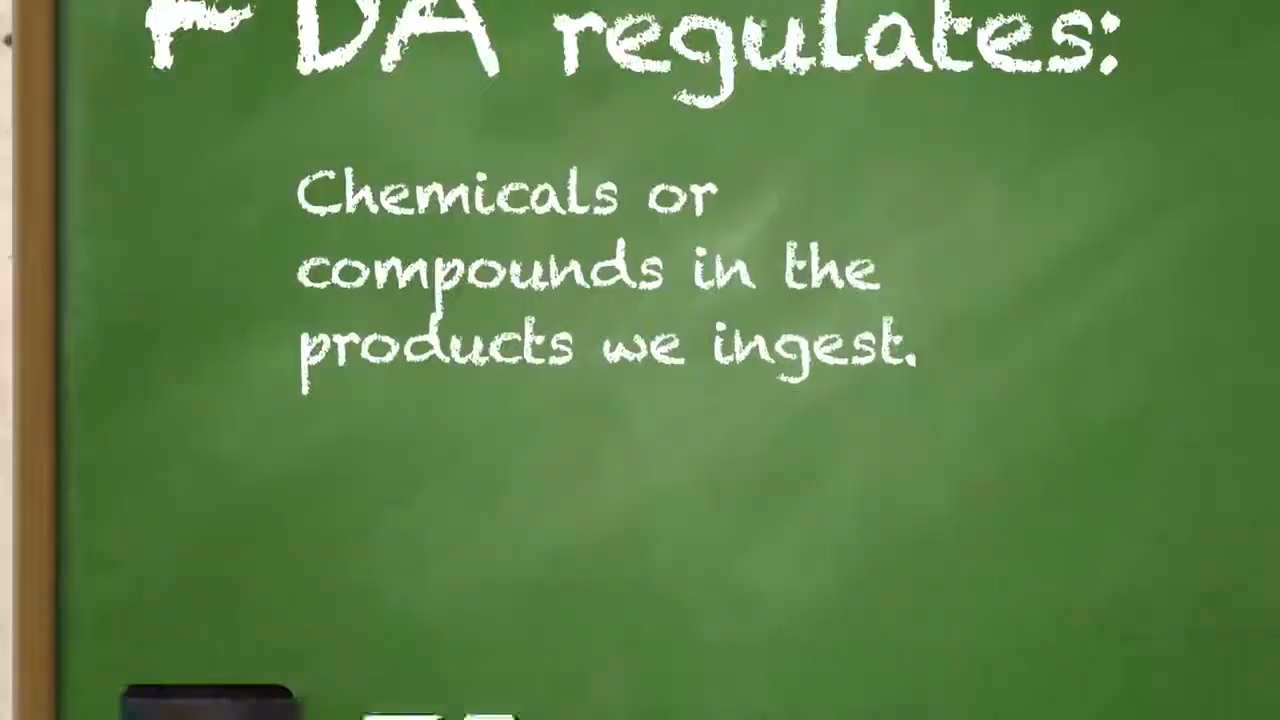 FDA regulates:
Chemicals or
compounds in the
products we ingest.